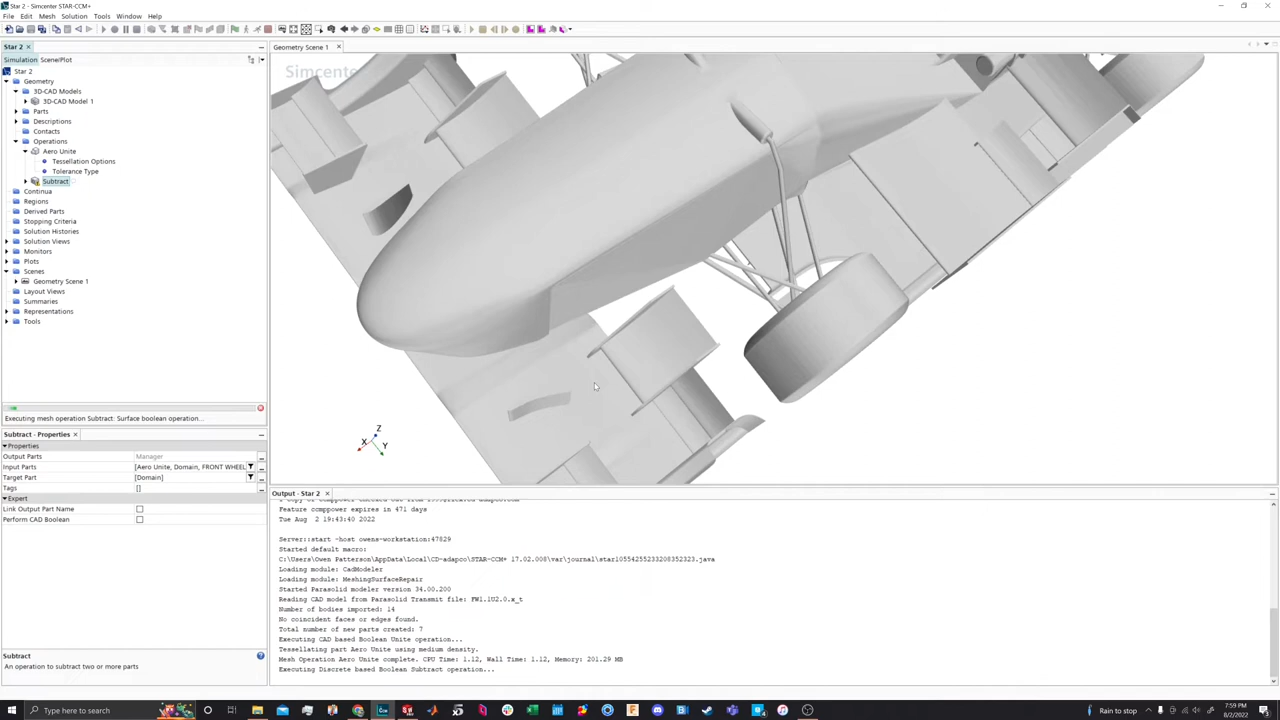 Star 2 - Simcenter STAR-CCM+
File Edit Mesh Solution Tools Window Help
Star 2
Geometry Scene 1
Simulation Scene/Plot
Simcenter
Star 2
Geometry
3D-CAD Models
3D-CAD Model 1
Parts
Descriptions
Contacts
Operations
Aero Unite
Tessellation Options
Tolerance Type
Subtract
Continua
Regions
Derived Parts
Stopping Criteria
Solution Histories
Solution Views
Monitors
Plots
Scenes
Geometry Scene 1
Layout Views
Summaries
Representations
Tools
Executing mesh operation Subtract: Surface boolean operation...
Subtract - Properties
Properties
Output Parts Manager
Input Parts [Aero Unite, Domain, FRONT WHEEL
Target Part [Domain]
Tags []
Expert
Link Output Part Name
Perform CAD Boolean
Subtract
An operation to subtract two or more parts
Z
X
Y
Output - Star 2
Feature ccmppower expires in 471 days
Tue Aug 2 19:43:40 2022
Server::start -host owens-workstation:47829
Started default macro:
C:\Users\Owen Patterson\AppData\Local\CD-adapco\STAR-CCM+ 17.02.008\var\journal\star10554255233208352323.java
Loading module: CadModeler
Loading module: MeshingSurfaceRepair
Started Parasolid modeler version 34.00.200
Reading CAD model from Parasolid Transmit file: FW1.1U2.0.x_t
Number of bodies imported: 14
No coincident faces or edges found.
Total number of new parts created: 7
Executing CAD based Boolean Unite operation...
Tessellating part Aero Unite using medium density.
Mesh Operation Aero Unite complete. CPU Time: 1.12, Wall Time: 1.12, Memory: 201.29 MB
Executing Discrete based Boolean Subtract operation...
Type here to search
Rain to stop
7:59 PM
8/2/2022